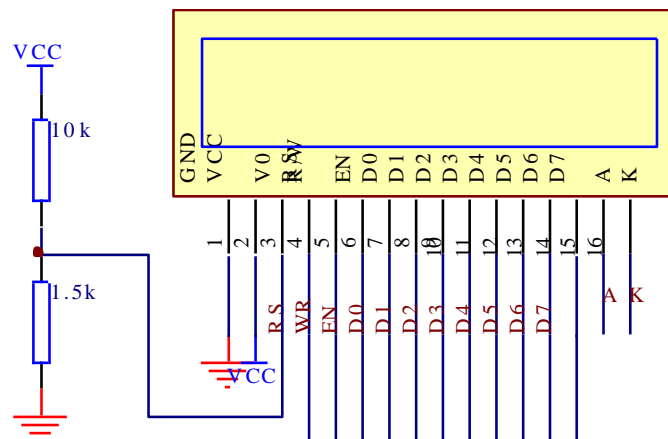 VCC
10k
1.5k
GND
VCC
V0
RS
R/W
EN
D0
D1
D2
D3
D4
D5
D6
D7
A
K
1
2
3
4
5
6
7
8
9
10
11
12
13
14
15
16
RS
WR
EN
D0
D1
D2
D3
D4
D5
D6
D7
A
K
VCC